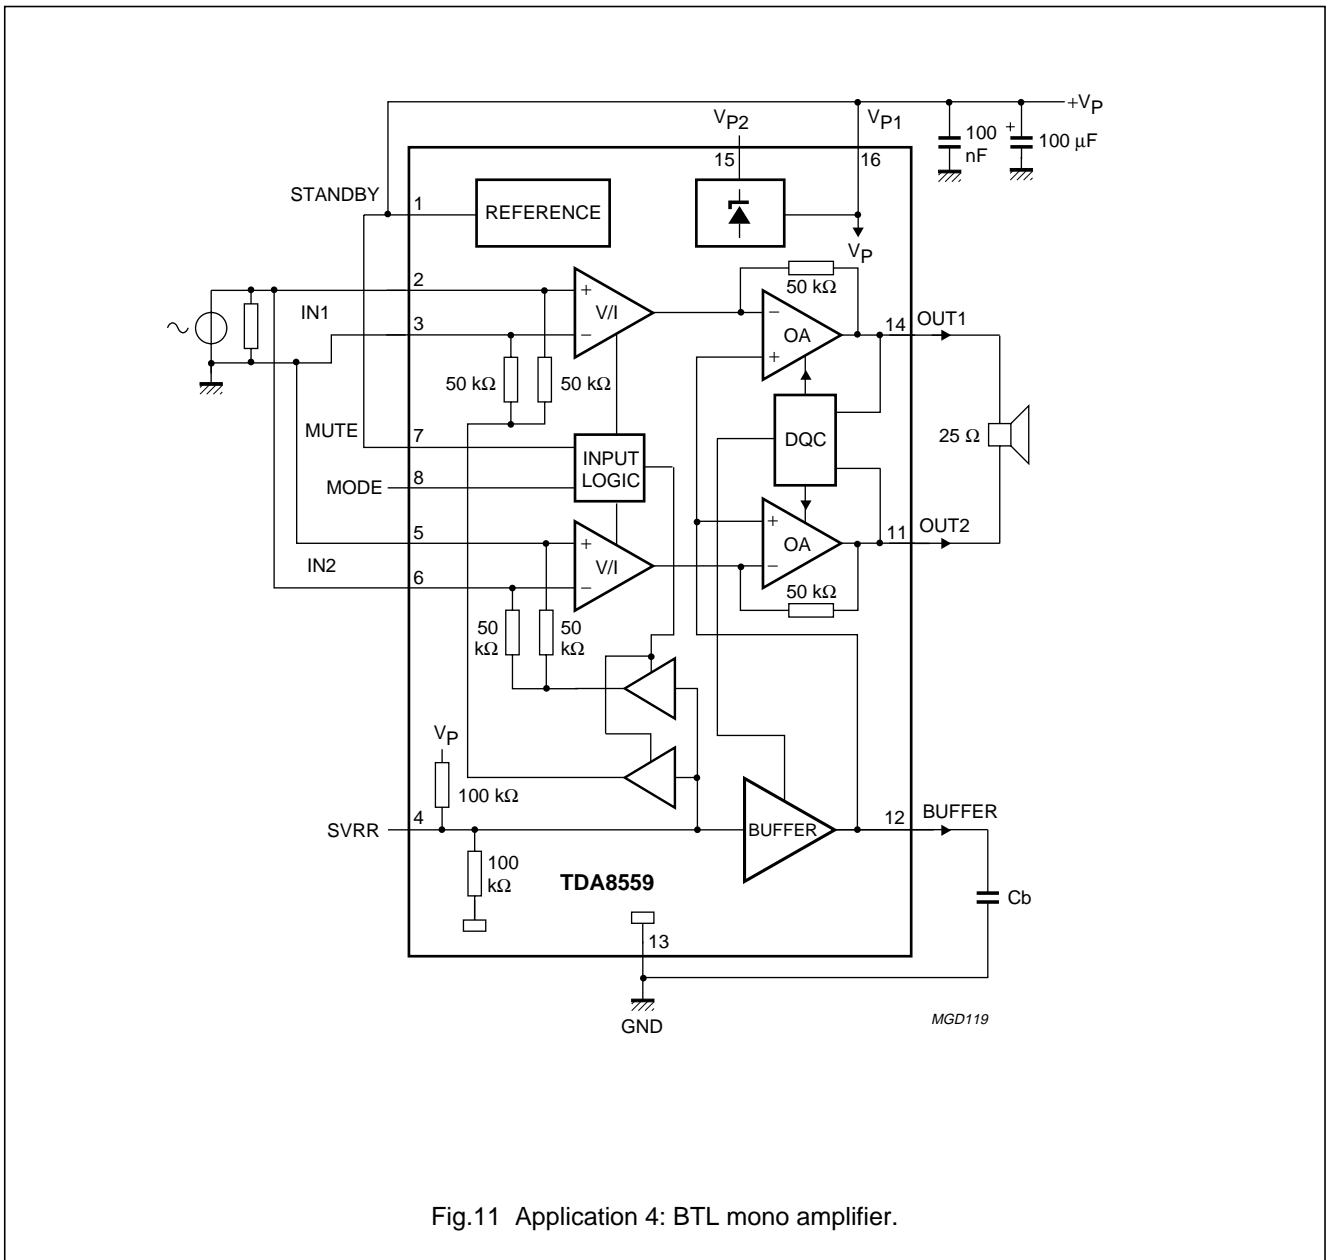 +VP
VP2
VP1
100 nF
+
100 µF
15
16
STANDBY
1
REFERENCE
VP
2
50 kΩ
+
IN1
V/I
−
14
OUT1
3
−
OA
+
50 kΩ
50 kΩ
MUTE
7
INPUT LOGIC
DQC
25 Ω
MODE
8
+
11
OUT2
5
+
OA
IN2
V/I
−
6
−
50 kΩ
50 kΩ
50 kΩ
VP
100 kΩ
SVRR
4
BUFFER
12
BUFFER
100 kΩ
TDA8559
Cb
13
GND
MGD119
Fig.11 Application 4: BTL mono amplifier.